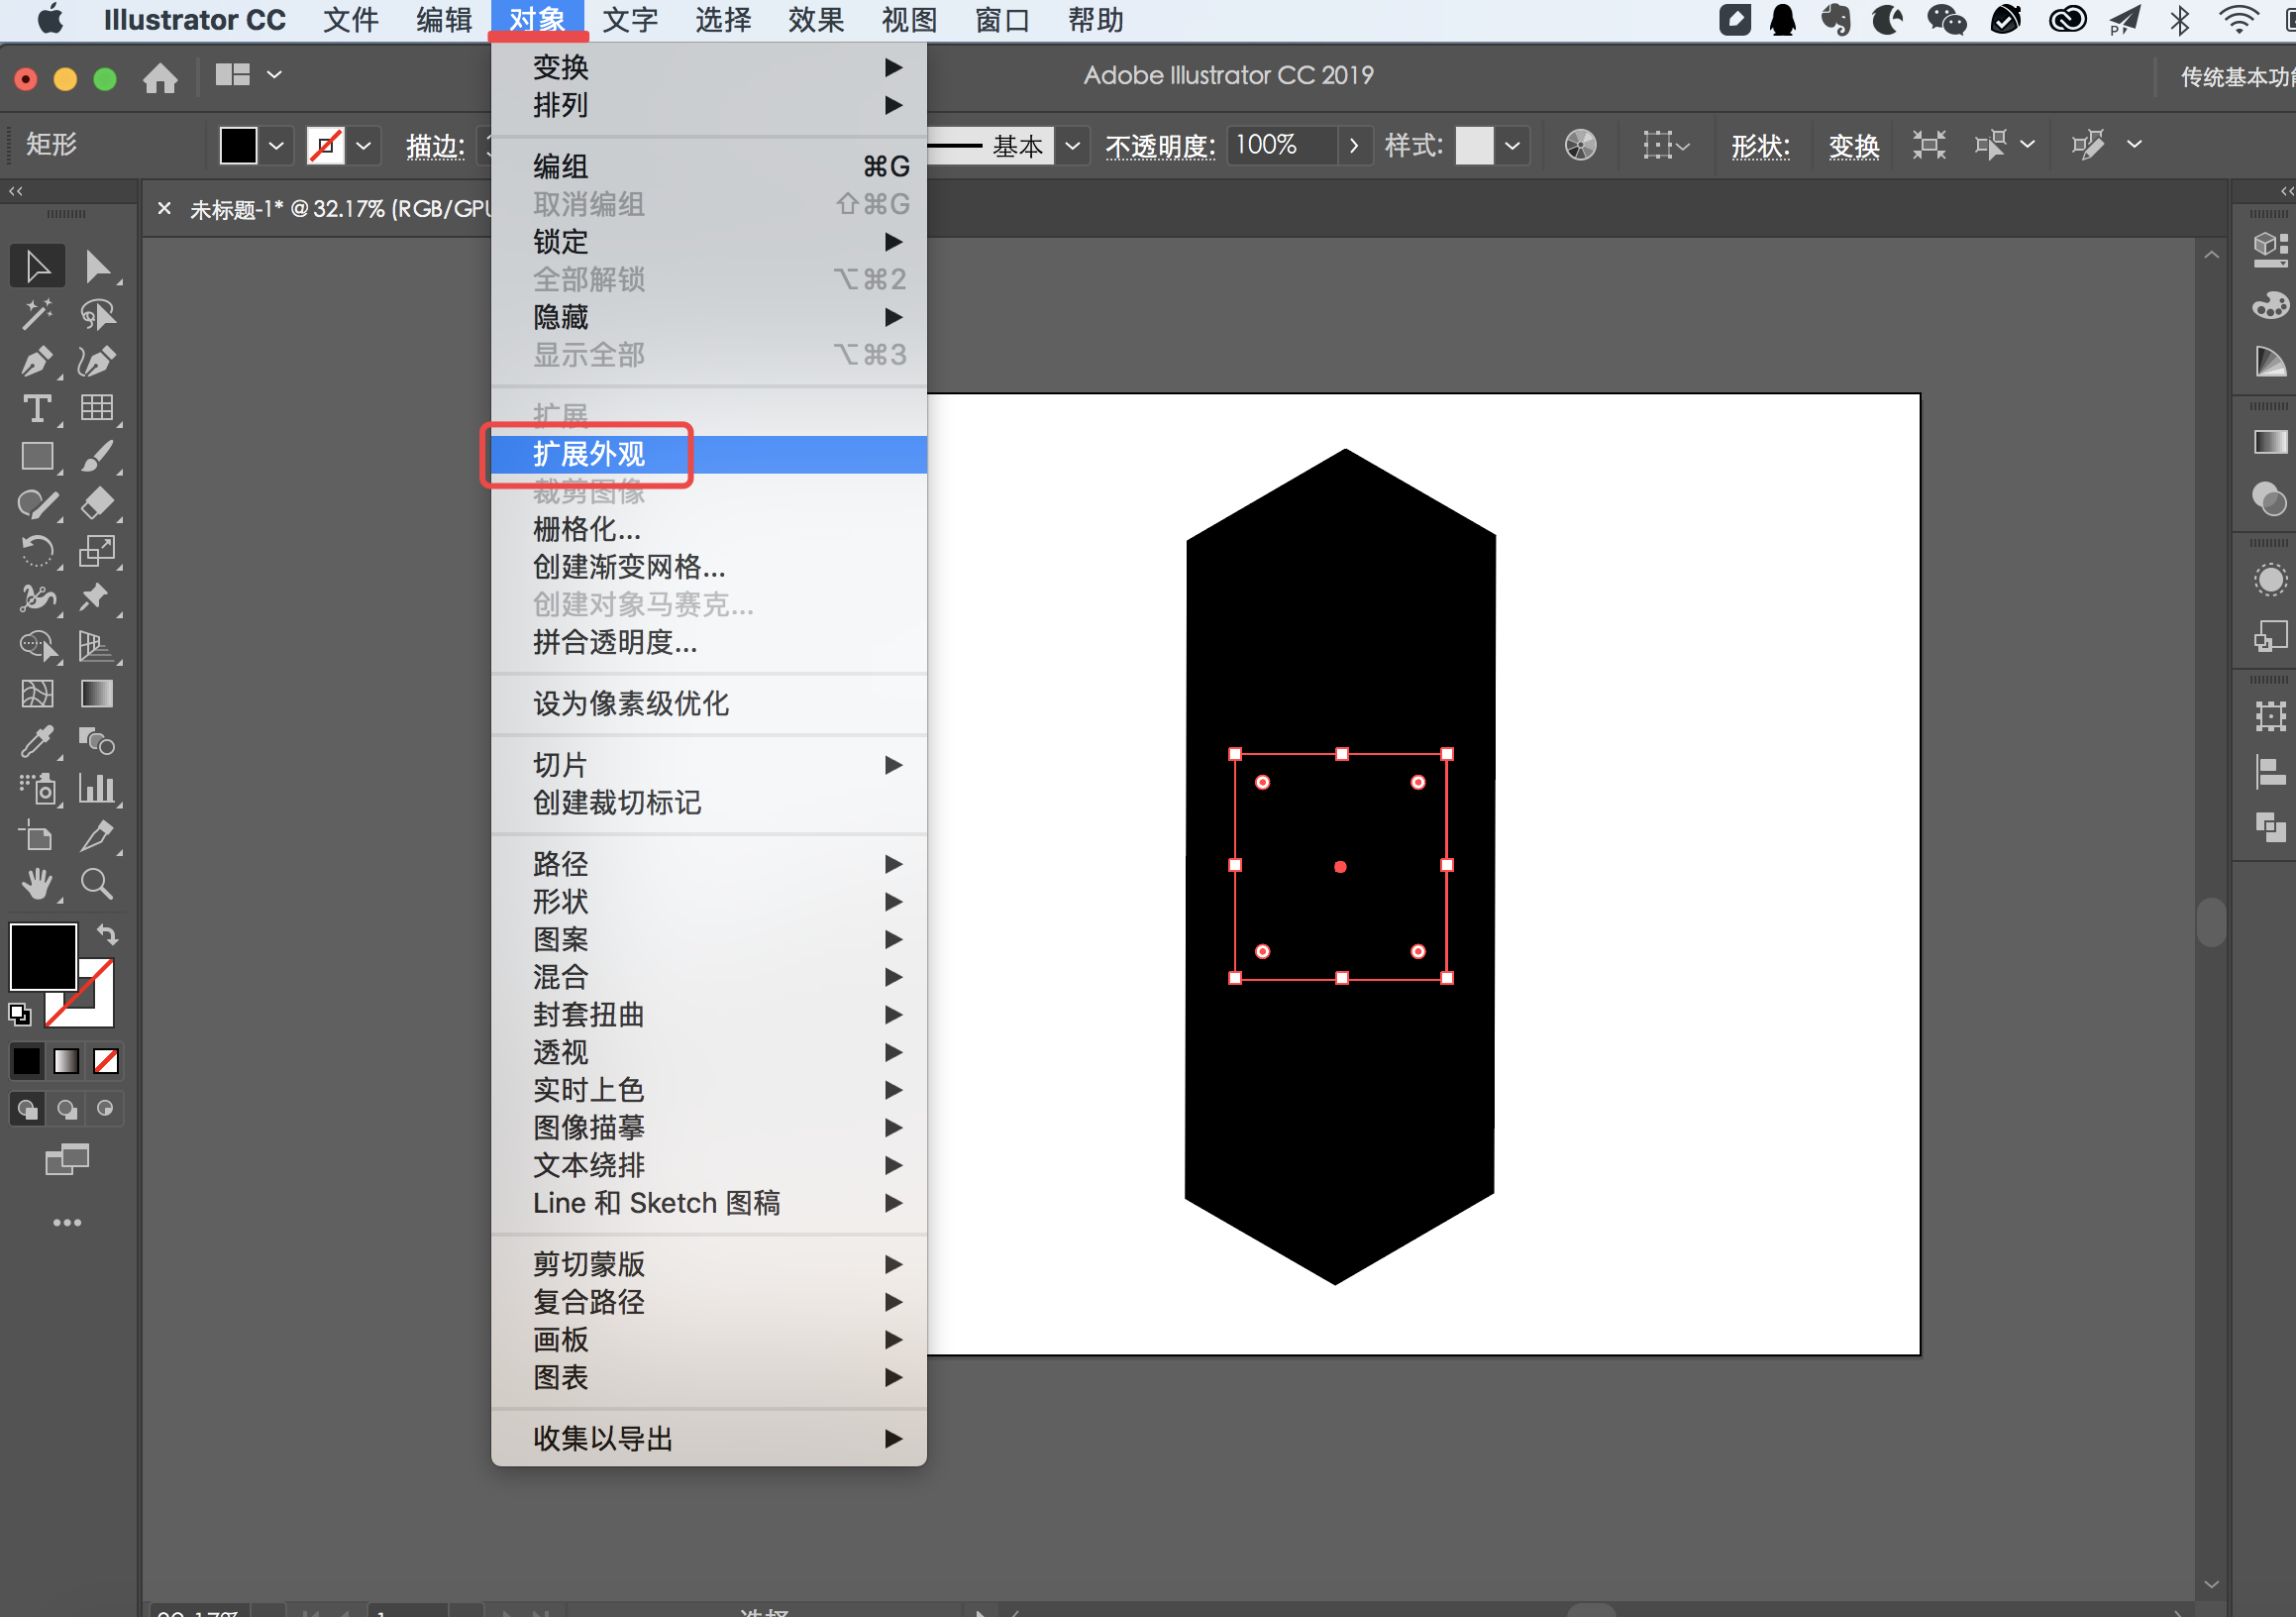 Illustrator CC 文件 编辑 对象 文字 选择 效果 视图 窗口 帮助
Adobe Illustrator CC 2019
传统基本功能
矩形 描边: 基本 不透明度: 100% 样式: 形状: 变换
× 未标题-1* @ 32.17% (RGB/GPU
变换
排列
编组 ⌘G
取消编组 ⇧⌘G
锁定
全部解锁 ⌥⌘2
隐藏
显示全部 ⌥⌘3
扩展
扩展外观
裁剪图像
栅格化...
创建渐变网格...
创建对象马赛克...
拼合透明度...
设为像素级优化
切片
创建裁切标记
路径
形状
图案
混合
封套扭曲
透视
实时上色
图像描摹
文本绕排
Line 和 Sketch 图稿
剪切蒙版
复合路径
画板
图表
收集以导出